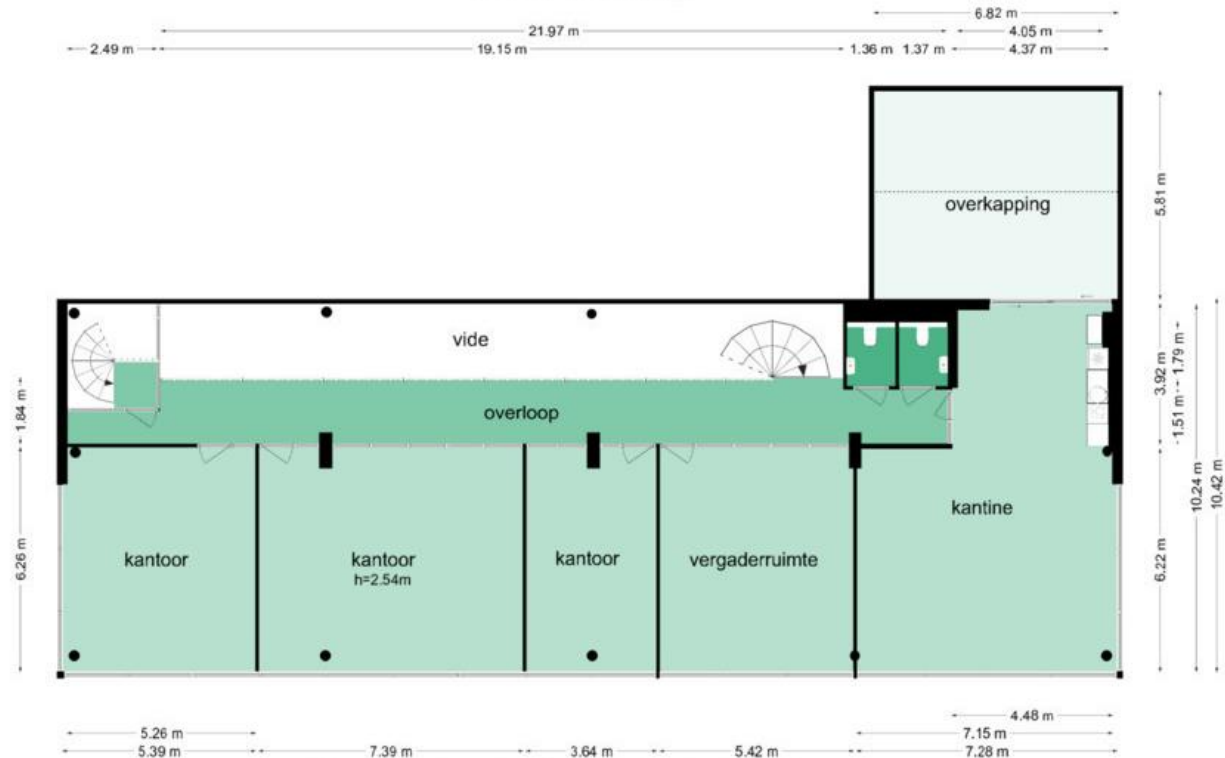 6.82 m
21.97 m
4.05 m
2.49 m
19.15 m
1.36 m
1.37 m
4.37 m
overkapping
5.81 m
vide
overloop
1.84 m
3.92 m
1.79 m
1.51 m
10.24 m
10.42 m
kantine
kantoor
kantoor
h=2.54m
kantoor
vergaderruimte
6.26 m
6.22 m
4.48 m
5.26 m
7.15 m
5.39 m
7.39 m
3.64 m
5.42 m
7.28 m